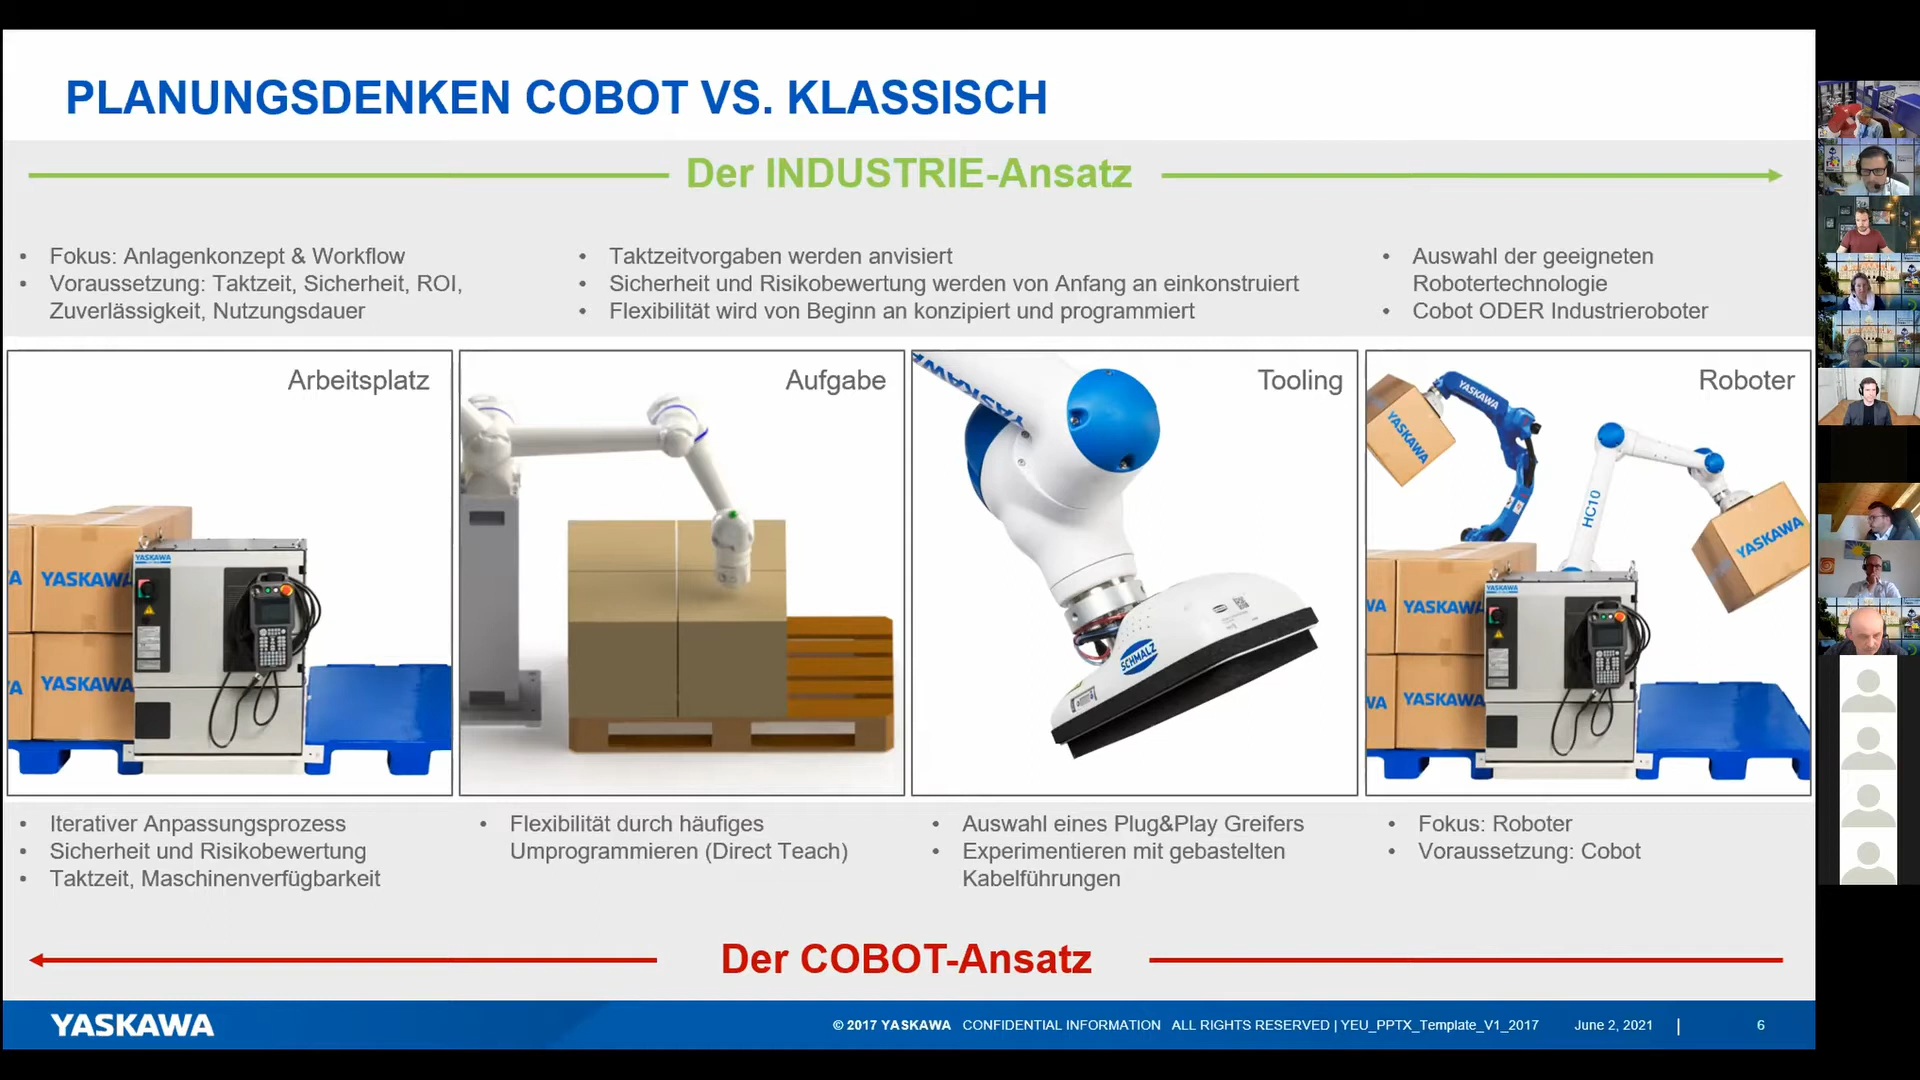 PLANUNGSDENKEN COBOT VS. KLASSISCH
Der INDUSTRIE-Ansatz
• Fokus: Anlagenkonzept & Workflow
• Voraussetzung: Taktzeit, Sicherheit, ROI,
Zuverlässigkeit, Nutzungsdauer
• Taktzeitvorgaben werden anvisiert
• Sicherheit und Risikobewertung werden von Anfang an einkonstruiert
• Flexibilität wird von Beginn an konzipiert und programmiert
• Auswahl der geeigneten
Robotertechnologie
• Cobot ODER Industrieroboter
Arbeitsplatz
YASKAWA
YASKAWA
YASKAWA
Aufgabe
Tooling
YASKAWA
SCHMALZ
Roboter
YASKAWA
YASKAWA
HC10
YASKAWA
YASKAWA
YASKAWA
YASKAWA
• Iterativer Anpassungsprozess
• Sicherheit und Risikobewertung
• Taktzeit, Maschinenverfügbarkeit
• Flexibilität durch häufiges
Umprogrammieren (Direct Teach)
• Auswahl eines Plug&Play Greifers
• Experimentieren mit gebastelten
Kabelführungen
• Fokus: Roboter
• Voraussetzung: Cobot
Der COBOT-Ansatz
YASKAWA
© 2017 YASKAWA CONFIDENTIAL INFORMATION ALL RIGHTS RESERVED | YEU_PPTX_Template_V1_2017 June 2, 2021 | 6